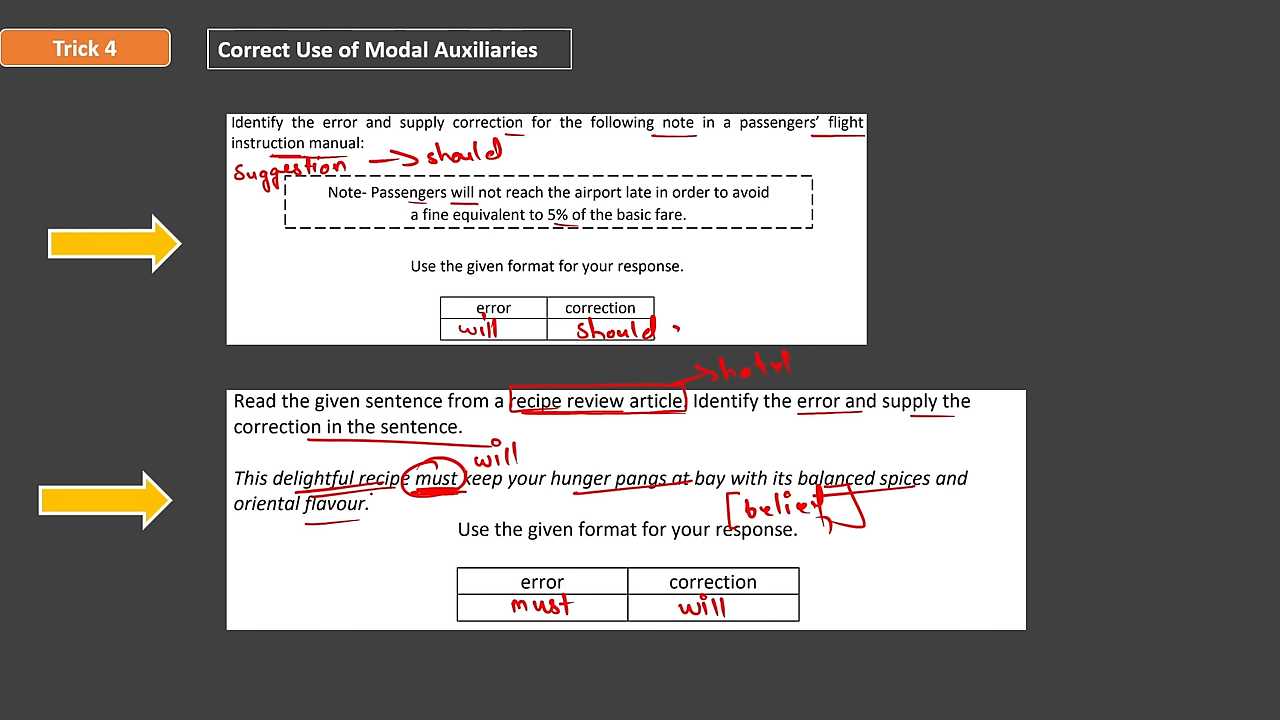 Trick 4
Correct Use of Modal Auxiliaries
Identify the error and supply correction for the following note in a passengers' flight
instruction manual:
Suggestion → should
Note- Passengers will not reach the airport late in order to avoid
a fine equivalent to 5% of the basic fare.
Use the given format for your response.
error correction
will should
hotel
Read the given sentence from a recipe review article. Identify the error and supply the
correction in the sentence.
will
This delightful recipe must keep your hunger pangs at bay with its balanced spices and
oriental flavour.
[belief]
Use the given format for your response.
error correction
must will